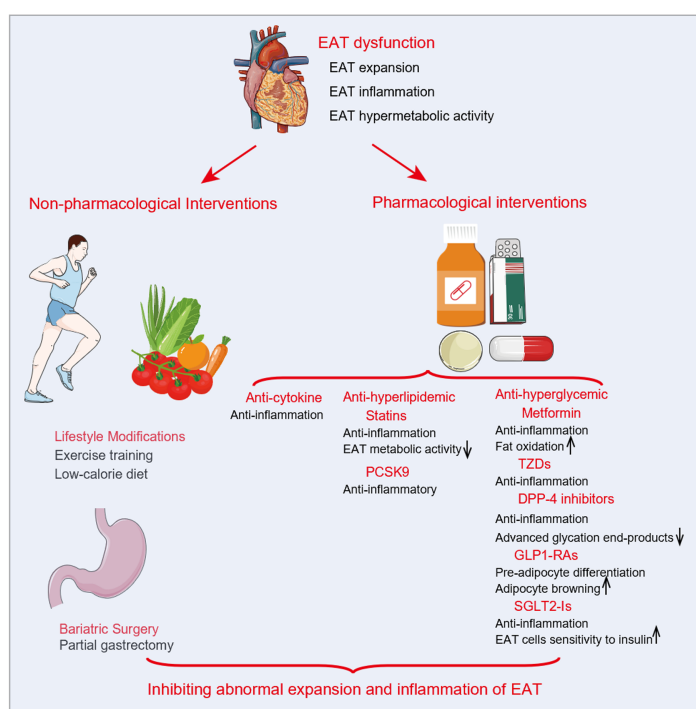 EAT dysfunction
EAT expansion
EAT inflammation
EAT hypermetabolic activity
Non-pharmacological Interventions
Pharmacological interventions
Lifestyle Modifications
Exercise training
Low-calorie diet
Bariatric Surgery
Partial gastrectomy
Anti-cytokine
Anti-inflammation
Anti-hyperlipidemic
Statins
Anti-inflammation
EAT metabolic activity↓
PCSK9
Anti-inflammatory
Anti-hyperglycemic
Metformin
Anti-inflammation
Fat oxidation↑
TZDs
Anti-inflammation
DPP-4 inhibitors
Anti-inflammation
Advanced glycation end-products↓
GLP1-RAs
Pre-adipocyte differentiation
Adipocyte browning↑
SGLT2-Is
Anti-inflammation
EAT cells sensitivity to insulin↑
Inhibiting abnormal expansion and inflammation of EAT